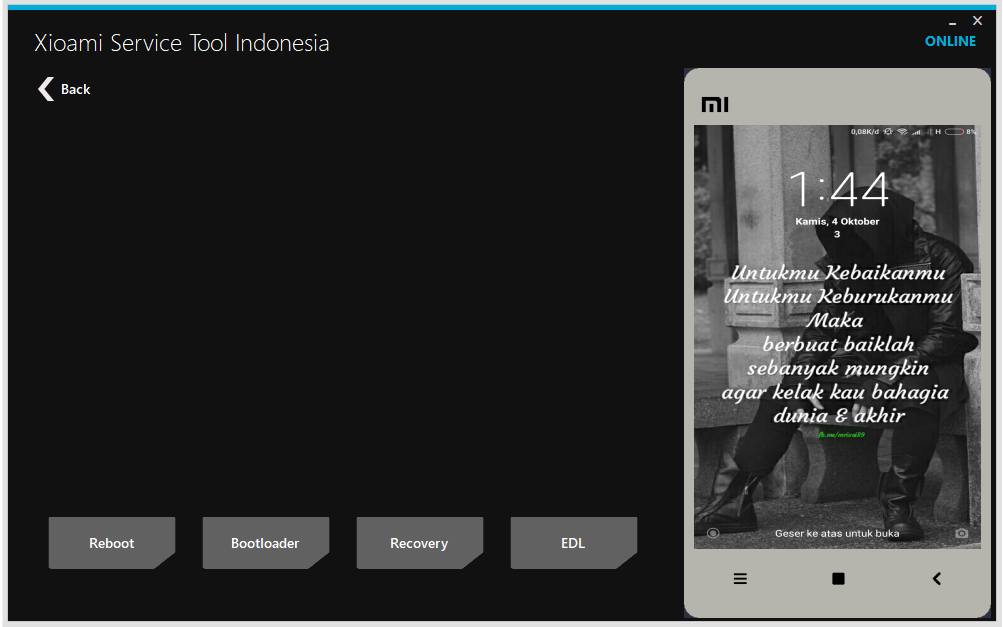 Xioami Service Tool Indonesia
ONLINE
Back
mi
0,08K/d H 8%
1:44
Kamis, 4 Oktober
3
Untukmu Kebaikanmu
Untukmu Keburukanmu
Maka
berbuat baiklah
sebanyak mungkin
agar kelak kau bahagia
dunia & akhir
Geser ke atas untuk buka
Reboot
Bootloader
Recovery
EDL